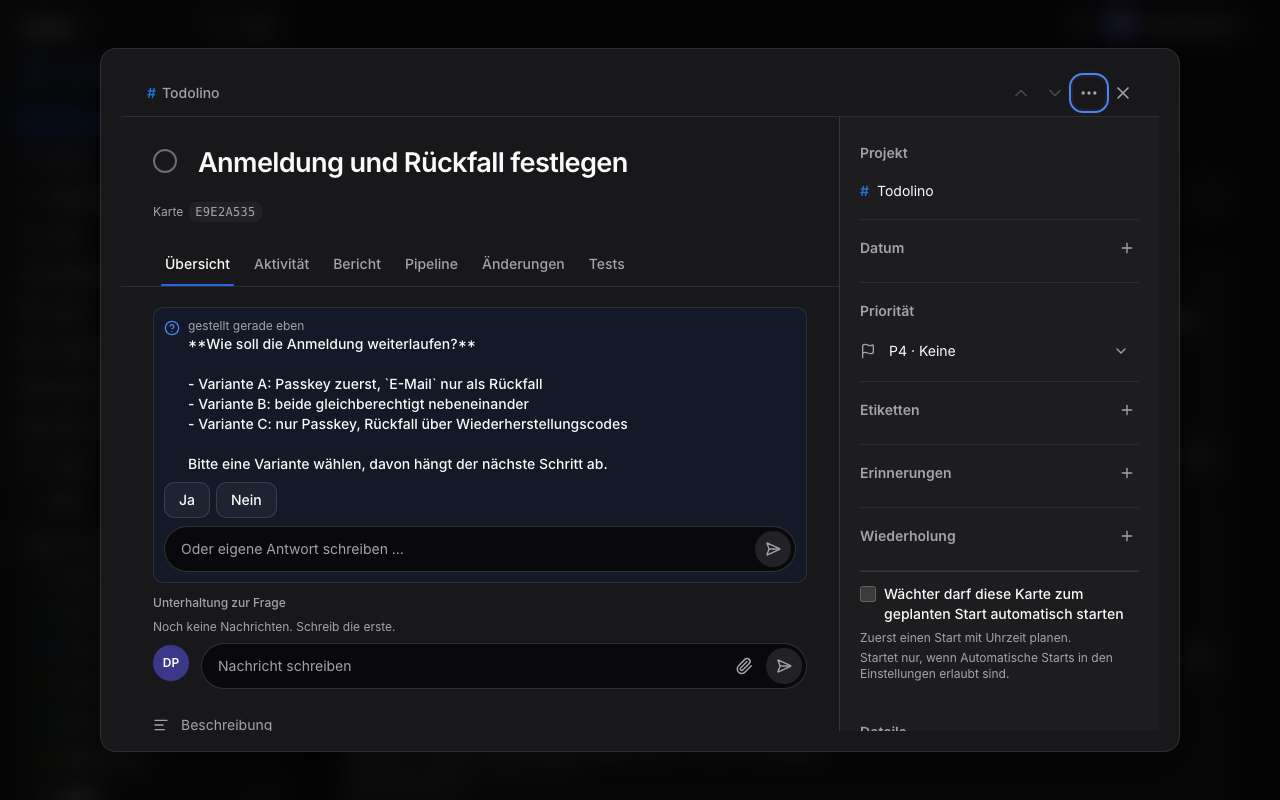 # Todolino
Anmeldung und Rückfall festlegen
Karte E9E2A535
Übersicht Aktivität Bericht Pipeline Änderungen Tests
gestellt gerade eben
**Wie soll die Anmeldung weiterlaufen?**
- Variante A: Passkey zuerst, `E-Mail` nur als Rückfall
- Variante B: beide gleichberechtigt nebeneinander
- Variante C: nur Passkey, Rückfall über Wiederherstellungscodes
Bitte eine Variante wählen, davon hängt der nächste Schritt ab.
Ja Nein
Oder eigene Antwort schreiben ...
Unterhaltung zur Frage
Noch keine Nachrichten. Schreib die erste.
DP Nachricht schreiben
Beschreibung
Projekt
# Todolino
Datum
Priorität
P4 · Keine
Etiketten
Erinnerungen
Wiederholung
Wächter darf diese Karte zum
geplanten Start automatisch starten
Zuerst einen Start mit Uhrzeit planen.
Startet nur, wenn Automatische Starts in den
Einstellungen erlaubt sind.
Details